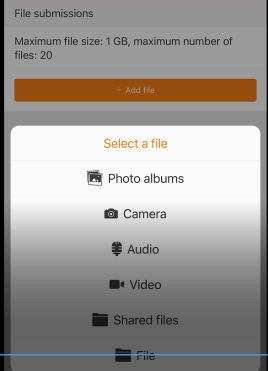 File submissions
Maximum file size: 1 GB, maximum number of
files: 20
+ Add file
Select a file
Photo albums
Camera
Audio
Video
Shared files
File